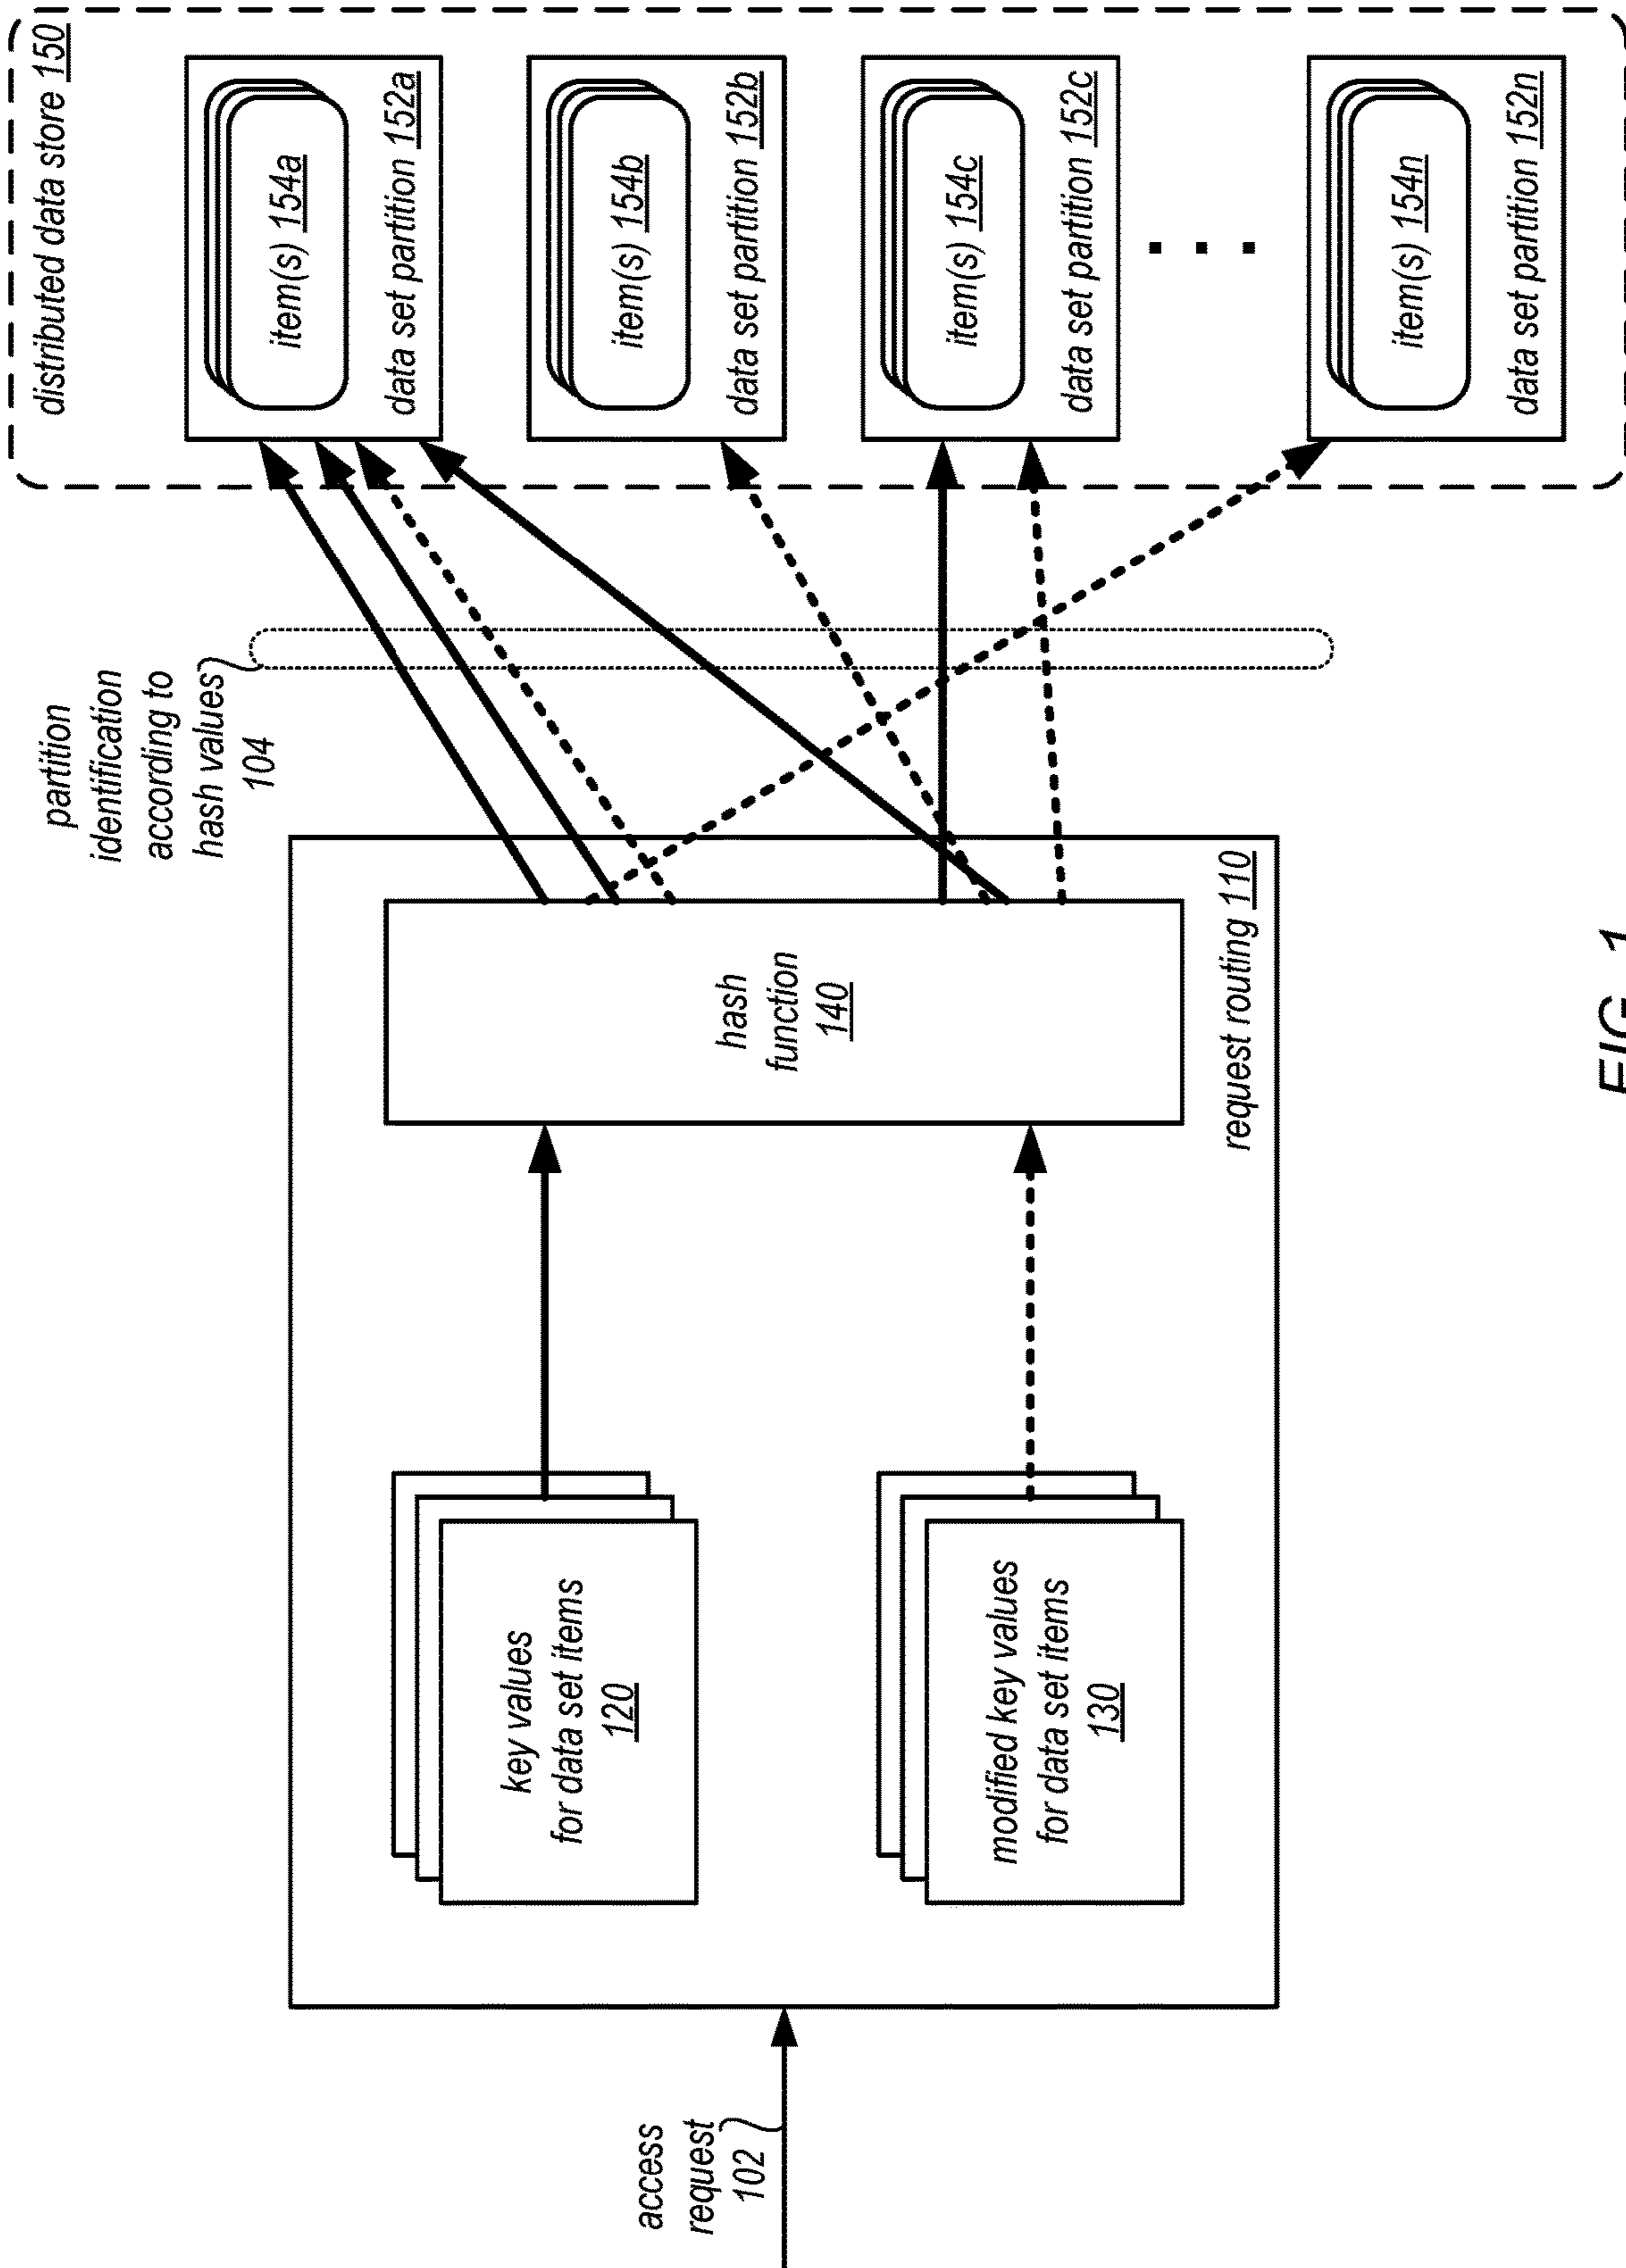 distributed data store 150
item(s) 154a
data set partition 152a
item(s) 154b
data set partition 152b
item(s) 154c
data set partition 152c
. . .
item(s) 154n
data set partition 152n
partition
identification
according to
hash values
104
hash
function
140
request routing 110
key values
for data set items
120
modified key values
for data set items
130
access
request
102
FIG. 1